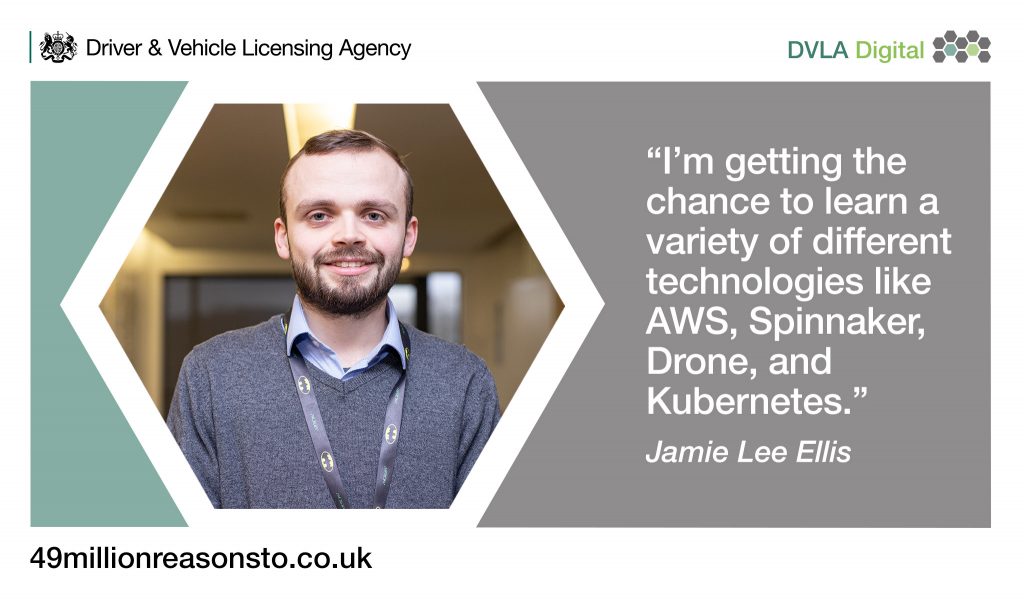 Driver & Vehicle Licensing Agency
DVLA Digital
“I’m getting the
chance to learn a
variety of different
technologies like
AWS, Spinnaker,
Drone, and
Kubernetes.”
Jamie Lee Ellis
49millionreasonsto.co.uk